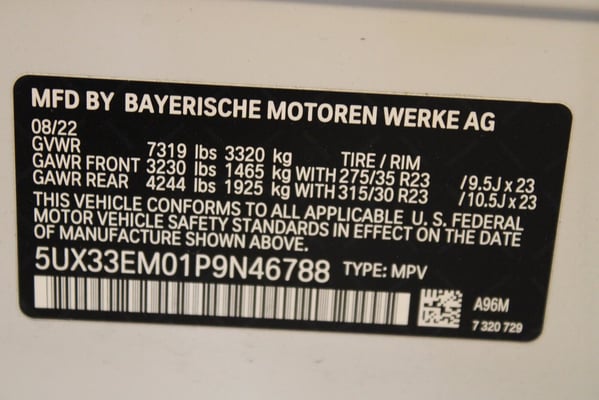 MFD BY BAYERISCHE MOTOREN WERKE AG
08/22
GVWR 7319 lbs 3320 kg TIRE / RIM
GAWR FRONT 3230 lbs 1465 kg WITH 275/35 R23 / 9.5J x 23
GAWR REAR 4244 lbs 1925 kg WITH 315/30 R23 / 10.5J x 23
THIS VEHICLE CONFORMS TO ALL APPLICABLE U. S. FEDERAL
MOTOR VEHICLE SAFETY STANDARDS IN EFFECT ON THE DATE
OF MANUFACTURE SHOWN ABOVE.
5UX33EM01P9N46788 TYPE: MPV
A96M
7 320 729